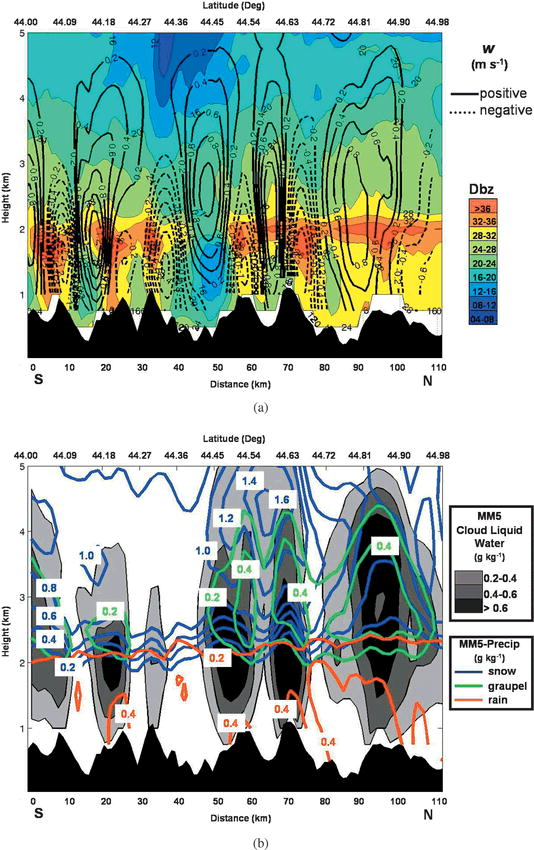 Latitude (Deg)
44.00 44.09 44.18 44.27 44.36 44.45 44.54 44.63 44.72 44.81 44.90 44.98
5
4
3
2
1
Height (km)
0 10 20 30 40 50 60 70 80 90 100 110
S N
Distance (km)
w
(m s-1)
positive
negative
Dbz
>36
32-36
28-32
24-28
20-24
16-20
12-16
08-12
04-08
(a)
Latitude (Deg)
44.00 44.09 44.18 44.27 44.36 44.45 44.54 44.63 44.72 44.81 44.90 44.98
5
4
3
2
1
Height (km)
1.4
1.6
1.2
1.0 1.0
0.4
0.8 0.4
0.2 0.2 0.4
0.6
0.4
0.2 0.2
0.4 0.4 0.4 0.4
0 10 20 30 40 50 60 70 80 90 100 110
S N
Distance (km)
MM5
Cloud Liquid
Water
(g kg-1)
0.2-0.4
0.4-0.6
> 0.6
MM5-Precip
(g kg-1)
snow
graupel
rain
(b)